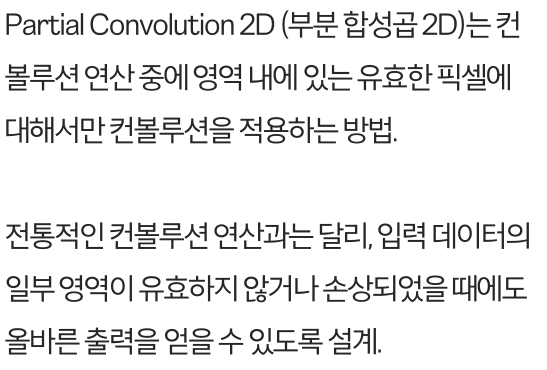 Partial Convolution 2D (부분 합성곱 2D)는 컨
볼루션 연산 중에 영역 내에 있는 유효한 픽셀에
대해서만 컨볼루션을 적용하는 방법.
전통적인 컨볼루션 연산과는 달리, 입력 데이터의
일부 영역이 유효하지 않거나 손상되었을 때에도
올바른 출력을 얻을 수 있도록 설계.